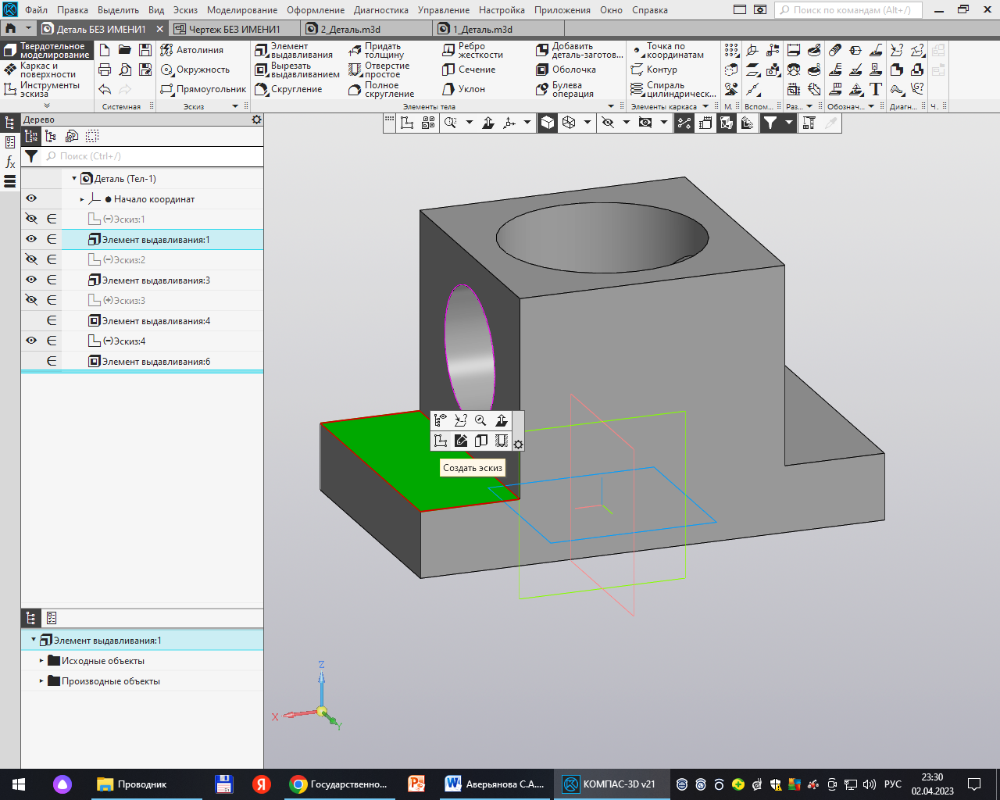 Файл Правка Выделить Вид Эскиз Моделирование Оформление Диагностика Управление Настройка Приложения Окно Справка
Поиск по командам (Alt+/)
Деталь БЕЗ ИМЕНИ1
Чертеж БЕЗ ИМЕНИ1
2_Деталь.m3d
1_Деталь.m3d
Твердотельное моделирование
Каркас и поверхности
Инструменты эскиза
Системная
Автолиния
Окружность
Прямоугольник
Эскиз
Элемент выдавливания
Вырезать выдавливанием
Скругление
Придать толщину
Отверстие простое
Полное скругление
Ребро жесткости
Сечение
Уклон
Добавить деталь-заготов...
Оболочка
Булева операция
Элементы тела
Точка по координатам
Контур
Спираль цилиндрическ...
Элементы каркаса
М.
Вспом...
Раз...
Обознач...
Диагн...
Ч.
Дерево
Поиск (Ctrl+/)
Деталь (Тел-1)
Начало координат
(−)Эскиз:1
Элемент выдавливания:1
(−)Эскиз:2
Элемент выдавливания:3
(+)Эскиз:3
Элемент выдавливания:4
(−)Эскиз:4
Элемент выдавливания:6
Создать эскиз
Элемент выдавливания:1
Исходные объекты
Производные объекты
Z
X
Y
Проводник
Государственно...
Аверьянова С.А....
КОМПАС-3D v21
РУС
23:30
02.04.2023